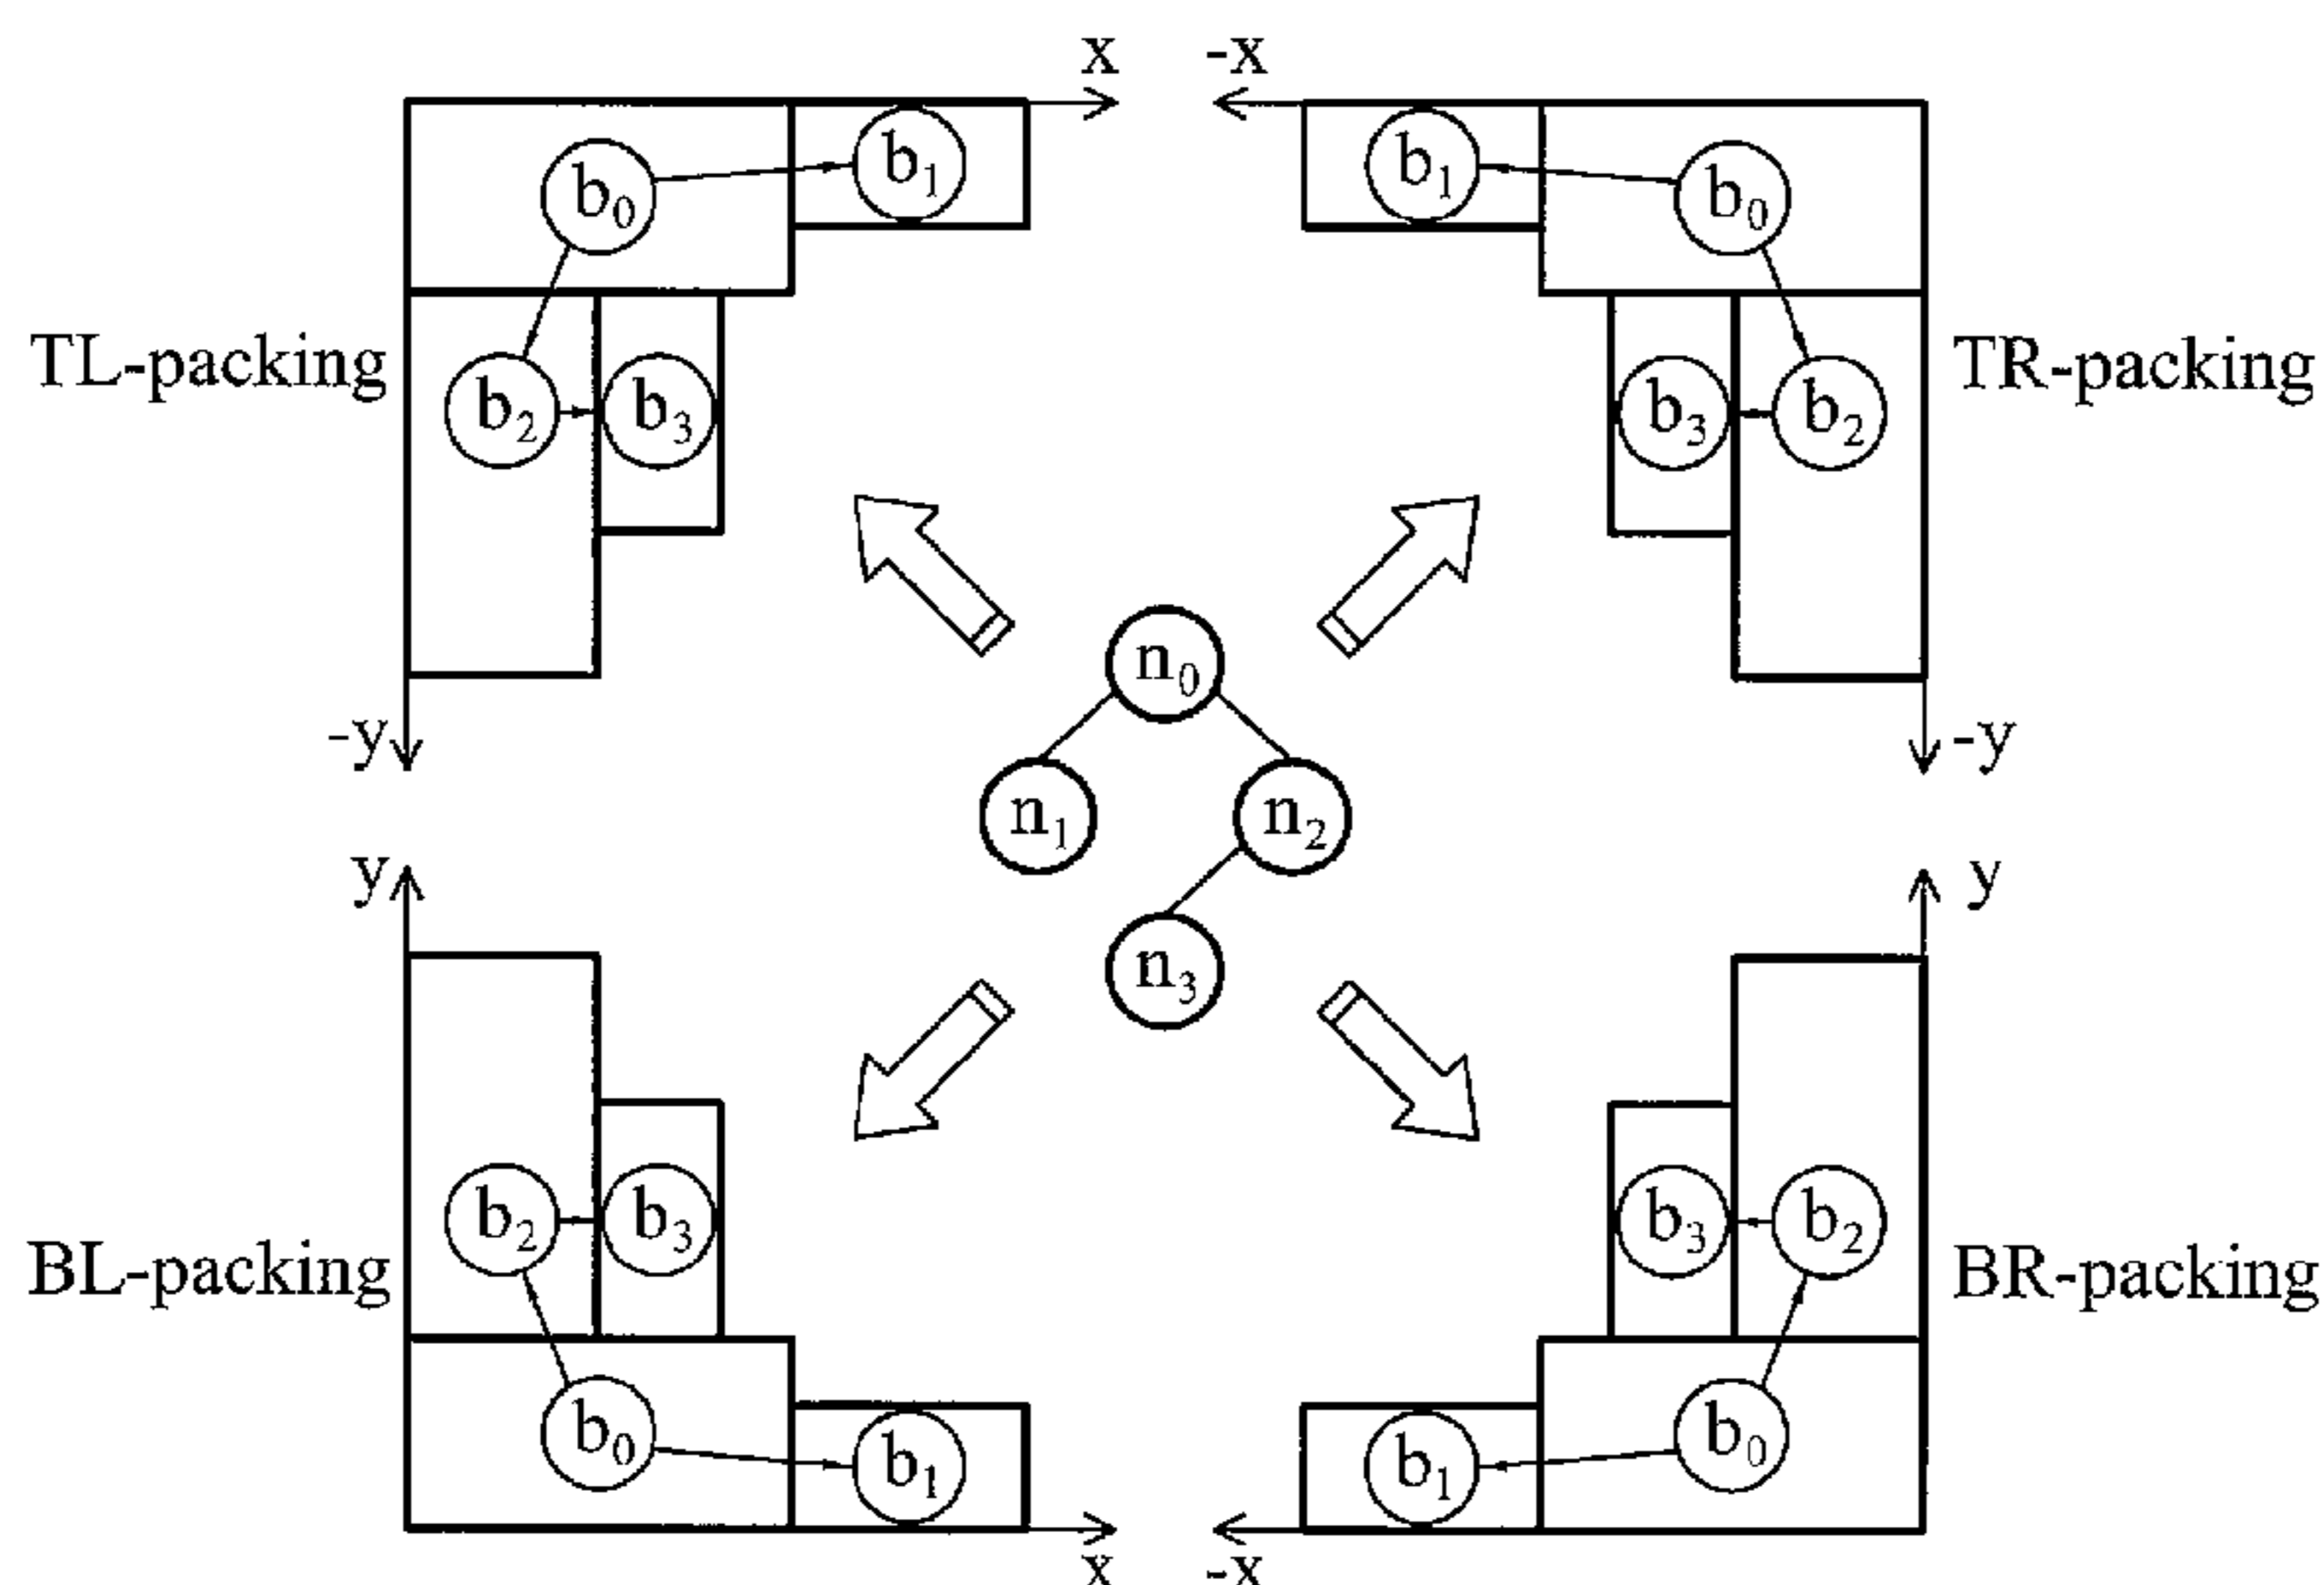 x -x
b0 b1 b1 b0
TL-packing b2 b3 b3 b2 TR-packing
n0
-y -y
n1 n2
y y
n3
BL-packing b2 b3 b3 b2 BR-packing
b0 b1 b1 b0
x -x